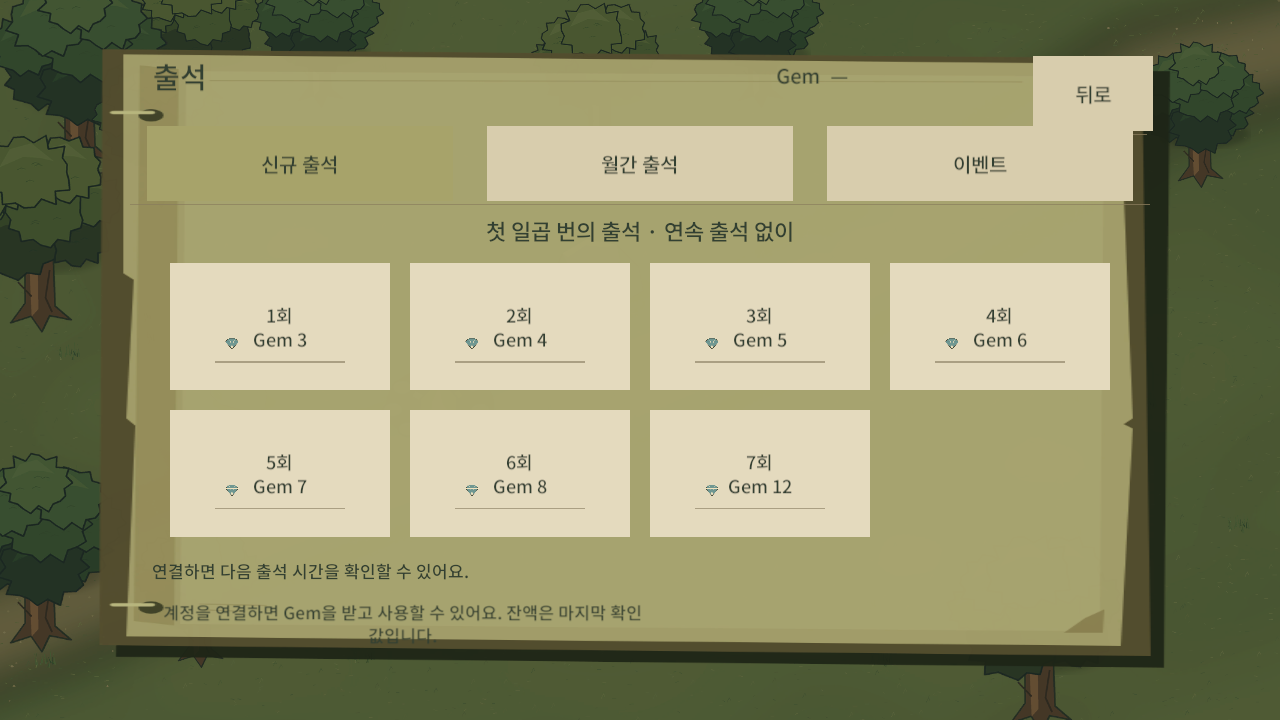 출석
Gem —
뒤로
신규 출석
월간 출석
이벤트
첫 일곱 번의 출석 · 연속 출석 없이
1회
Gem 3
2회
Gem 4
3회
Gem 5
4회
Gem 6
5회
Gem 7
6회
Gem 8
7회
Gem 12
연결하면 다음 출석 시간을 확인할 수 있어요.
계정을 연결하면 Gem을 받고 사용할 수 있어요. 잔액은 마지막 확인
값입니다.